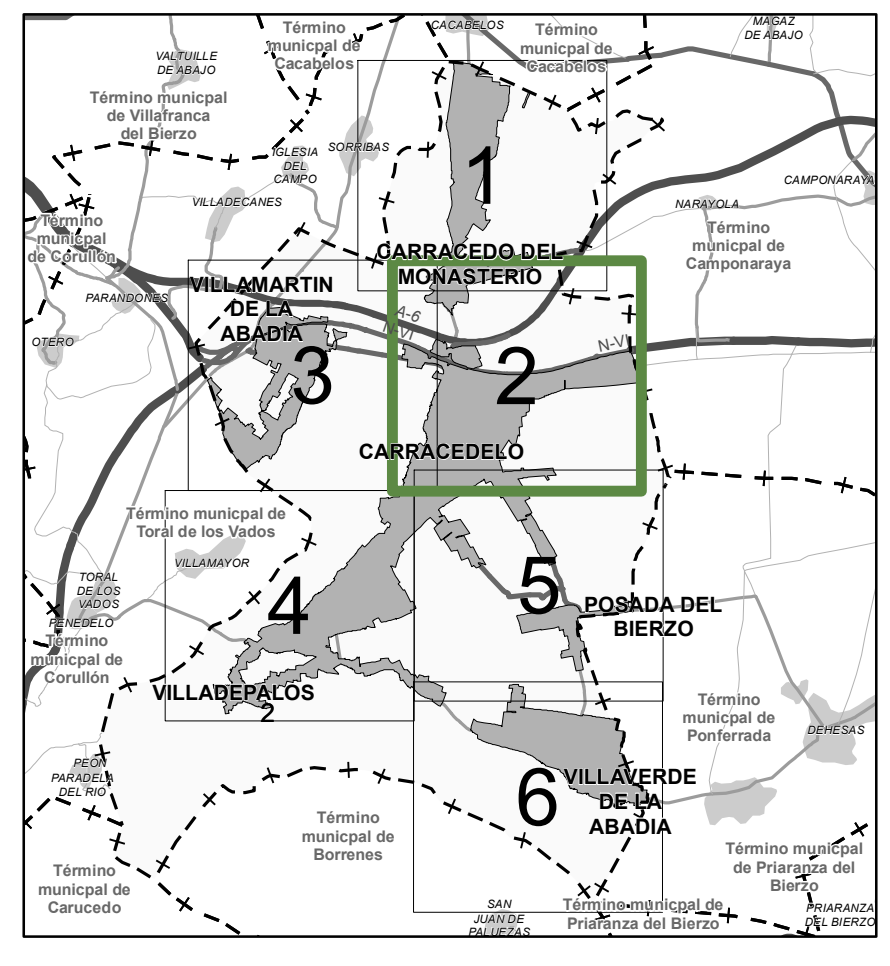 Término
municpal de
Cacabelos
CACABELOS
Término
municpal de
Cacabelos
MAGAZ
DE ABAJO
VALTUILLE
DE ABAJO
Término municpal
de Villafranca
del Bierzo
IGLESIA
DEL
CAMPO
SORRIBAS
1
CAMPONARAYA
VILLADECANES
NARAYOLA
Término
municpal
de Corullón
Término
municpal de
Camponaraya
CARRACEDO DEL
MONASTERIO
VILLAMARTIN
DE LA
ABADIA
PARANDONES
OTERO
A-6
N-VI
N-VI
3
2
CARRACEDELO
Término municpal de
Toral de los Vados
VILLAMAYOR
TORAL
DE LOS
VADOS
PENEDELO
Término
municpal de
Corullón
4
5
POSADA DEL
BIERZO
VILLADEPALOS
2
Término
municpal de
Ponferrada
DEHESAS
PEON
PARADELA
DEL RIO
6
VILLAVERDE
DE LA
ABADIA
Término
municpal de
Borrenes
Término municpal
de Priaranza del
Bierzo
Término
municpal de
Carucedo
SAN
JUAN DE
PALUEZAS
Término municpal de
Priaranza del Bierzo
PRIARANZA
DEL BIERZO